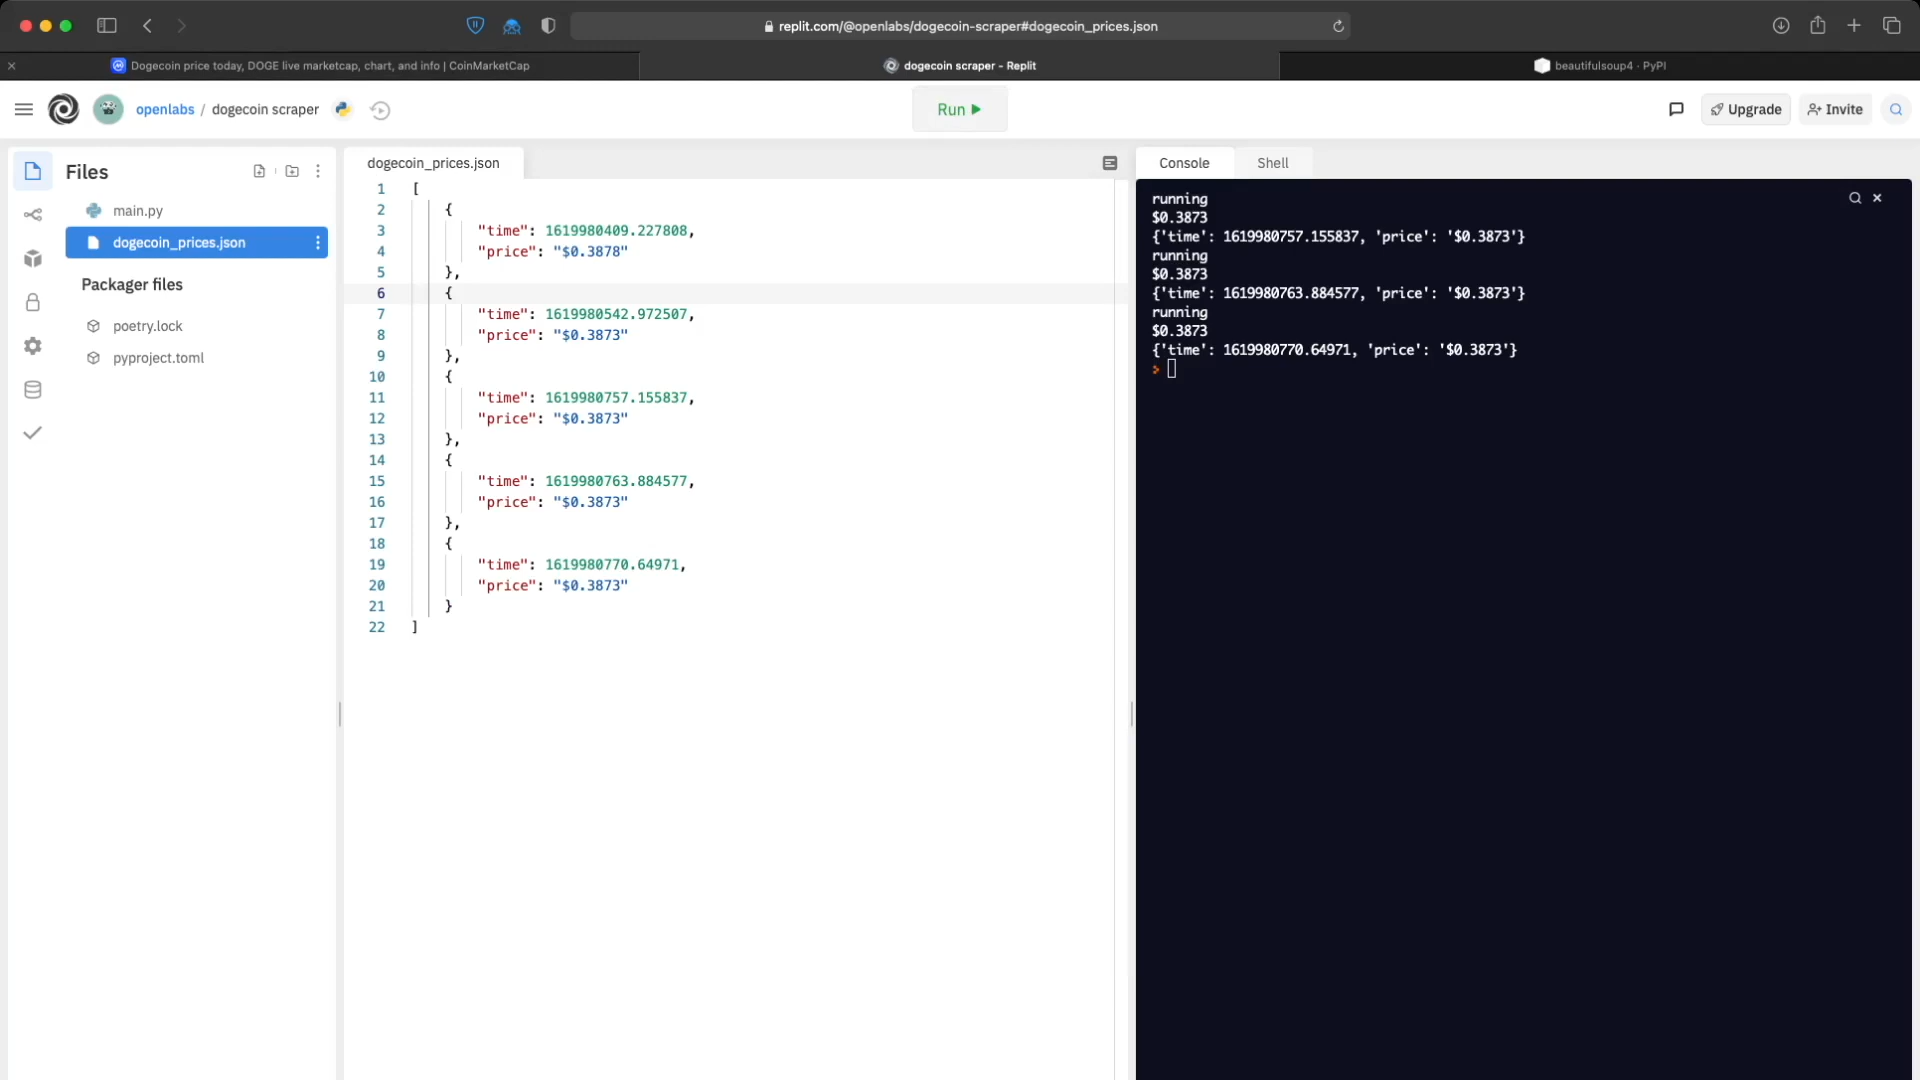 replit.com/@openlabs/dogecoin-scraper#dogecoin_prices.json
Dogecoin price today, DOGE live marketcap, chart, and info | CoinMarketCap
dogecoin scraper - Replit
beautifulsoup4 · PyPI
openlabs / dogecoin scraper
Run
Upgrade
Invite
Files
main.py
dogecoin_prices.json
Packager files
poetry.lock
pyproject.toml
dogecoin_prices.json
1 [
2 {
3 "time": 1619980409.227808,
4 "price": "$0.3878"
5 },
6 {
7 "time": 1619980542.972507,
8 "price": "$0.3873"
9 },
10 {
11 "time": 1619980757.155837,
12 "price": "$0.3873"
13 },
14 {
15 "time": 1619980763.884577,
16 "price": "$0.3873"
17 },
18 {
19 "time": 1619980770.64971,
20 "price": "$0.3873"
21 }
22 ]
Console
Shell
running
$0.3873
{'time': 1619980757.155837, 'price': '$0.3873'}
running
$0.3873
{'time': 1619980763.884577, 'price': '$0.3873'}
running
$0.3873
{'time': 1619980770.64971, 'price': '$0.3873'}